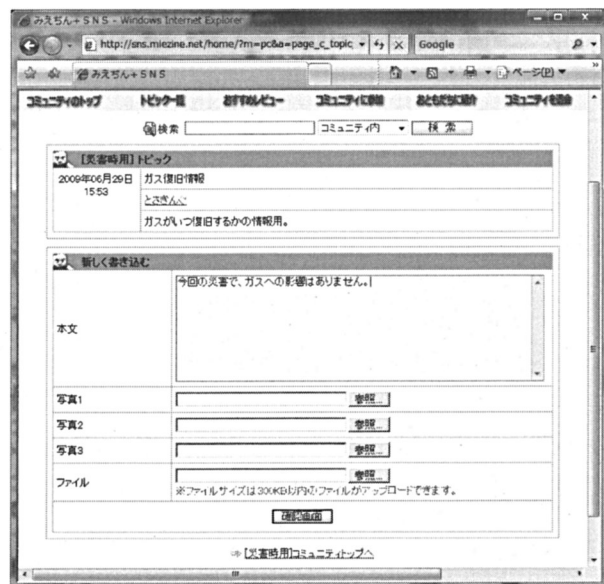 みえぢん+SNS - Windows Internet Explorer
http://sns.miezine.net/home/?m=pc&a=page_c_topic
Google
みえぢん+SNS
ページ(P)
コミュニティのトップ トピック一覧 おすすめレビュー コミュニティに参加 おともだちに紹介 コミュニティを退会
検索 コミュニティ内 検索
[災害時用]トピック
2009年06月29日 ガス復旧情報
15:53
とさきんぐ
ガスがいつ復旧するかの情報用。
新しく書き込む
本文
今回の災害で、ガスへの影響はありません。
写真1 参照...
写真2 参照...
写真3 参照...
ファイル 参照...
※ファイルサイズは300KB以内のファイルがアップロードできます。
確認画面
⇒ [災害時用]コミュニティトップへ